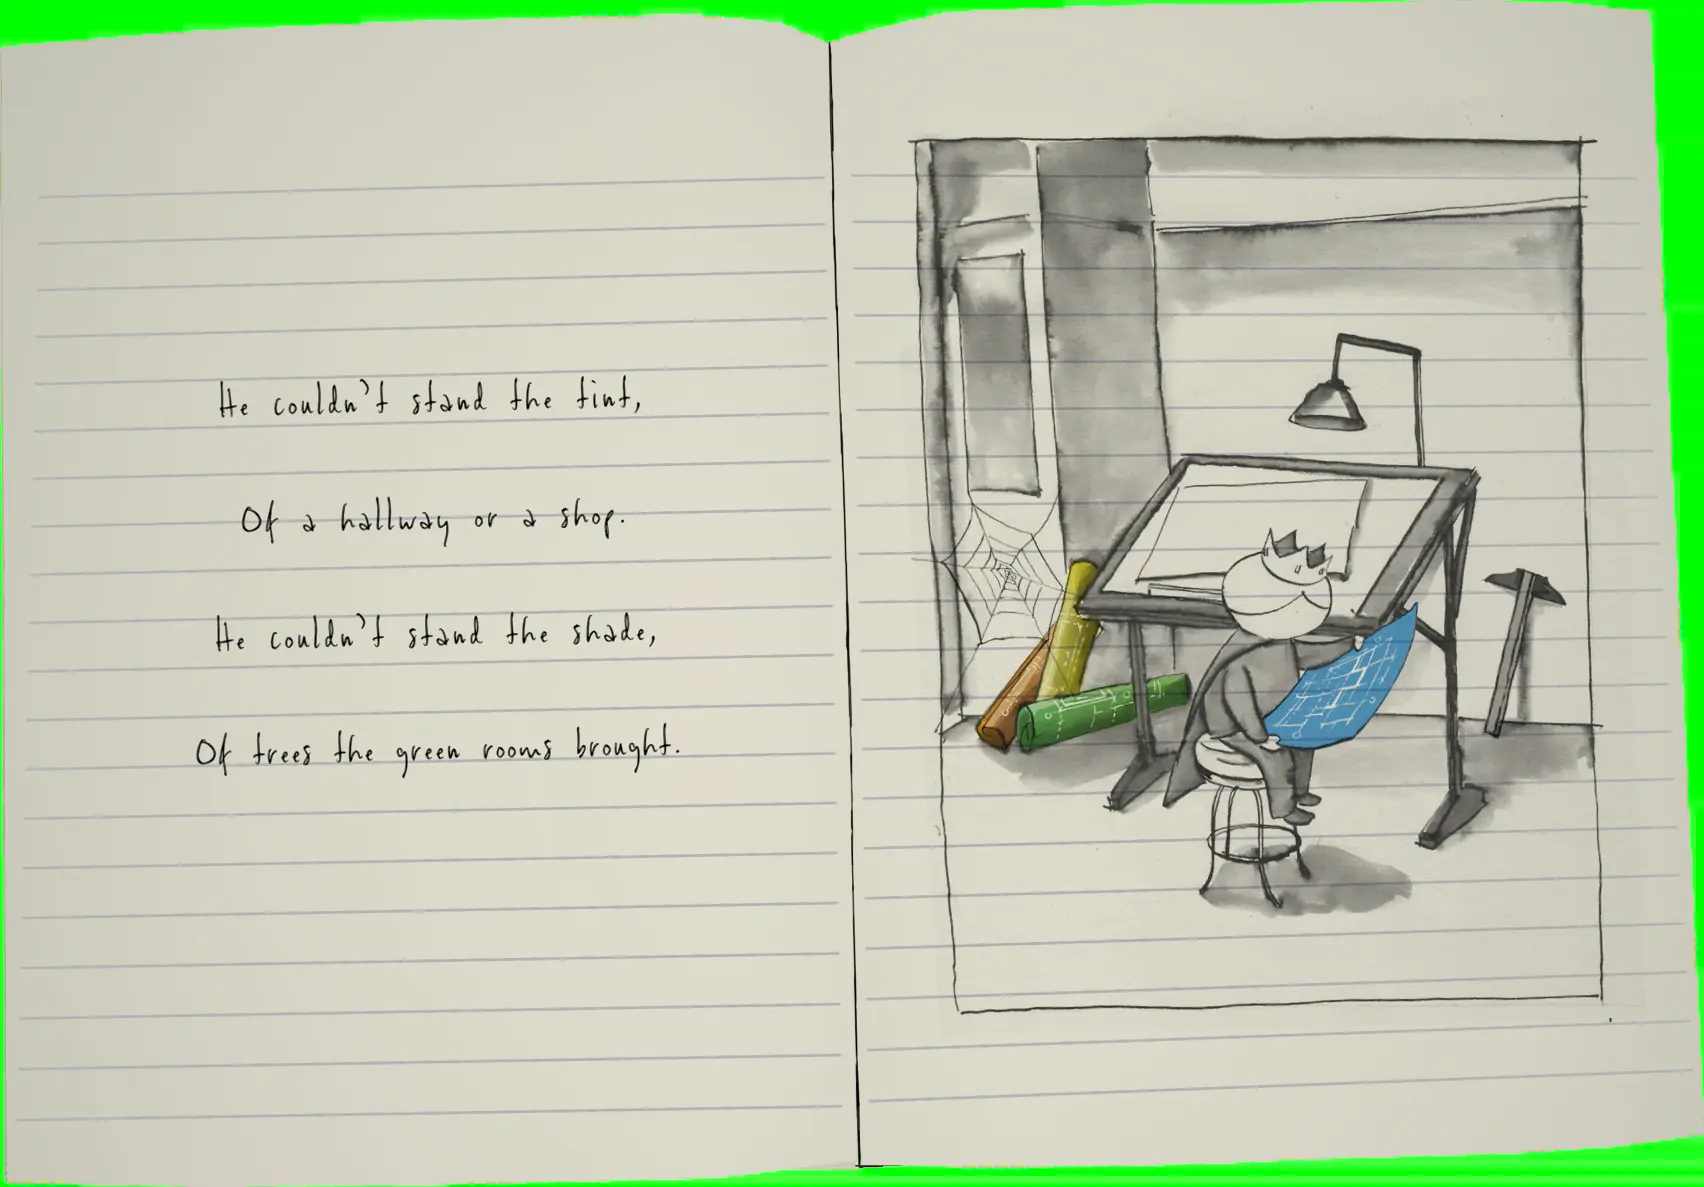 He couldn't stand the tint,
Of a hallway or a shop.
He couldn't stand the shade,
Of trees the green rooms brought.